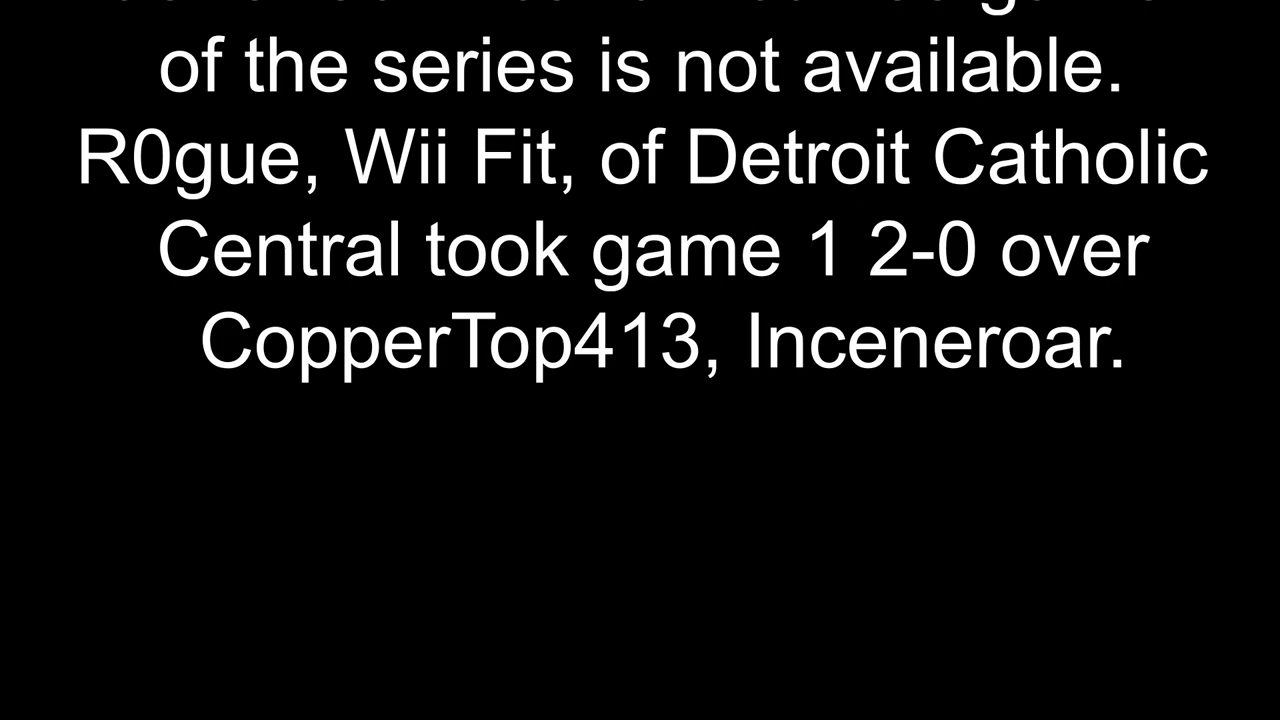 of the series is not available.
R0gue, Wii Fit, of Detroit Catholic
Central took game 1 2-0 over
CopperTop413, Inceneroar.